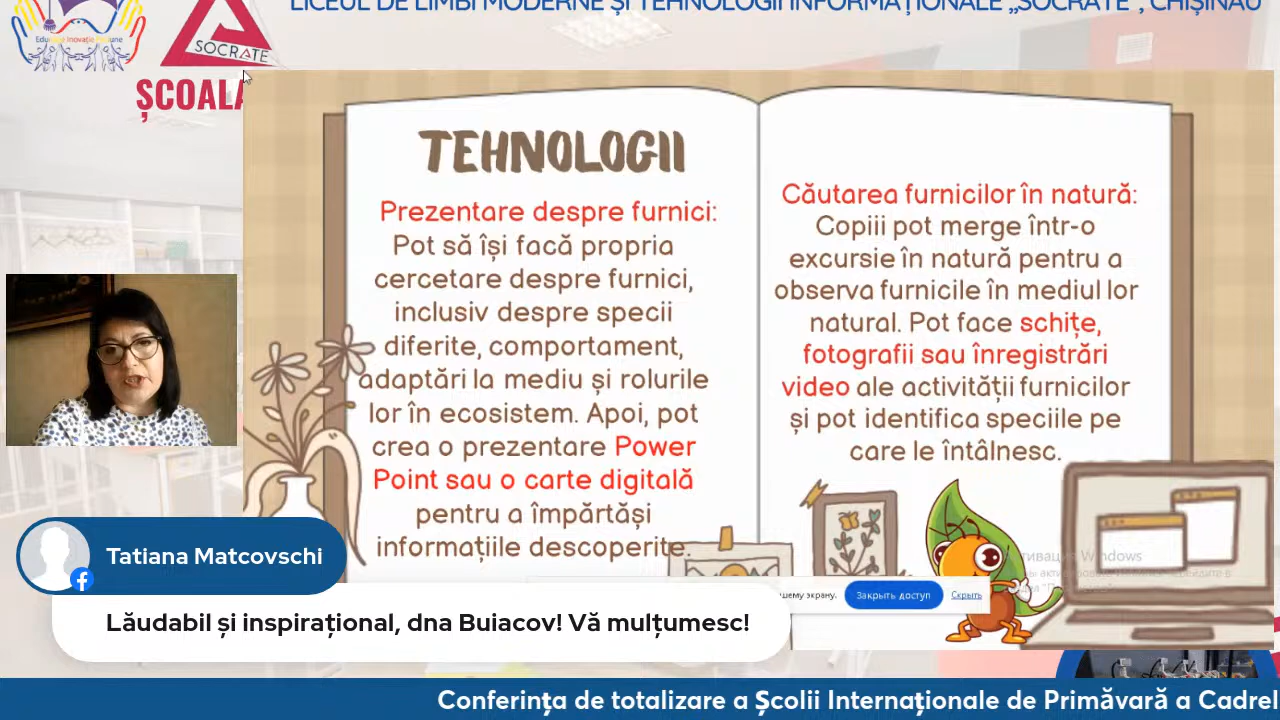 LICEUL DE LIMBI MODERNE ȘI TEHNOLOGII INFORMAȚIONALE „SOCRATE", CHIȘINĂU
SOCRATE
ȘCOALA
TEHNOLOGII
Prezentare despre furnici:
Pot să își facă propria
cercetare despre furnici,
inclusiv despre specii
diferite, comportament,
adaptări la mediu și rolurile
lor în ecosistem. Apoi, pot
crea o prezentare Power
Point sau o carte digitală
pentru a împărtăși
informațiile descoperite.
Căutarea furnicilor în natură:
Copiii pot merge într-o
excursie în natură pentru a
observa furnicile în mediul lor
natural. Pot face schițe,
fotografii sau înregistrări
video ale activității furnicilor
și pot identifica speciile pe
care le întâlnesc.
Windows
экрану.
Закрыть доступ
Скрыть
Tatiana Matcovschi
Lăudabil și inspirațional, dna Buiacov! Vă mulțumesc!
Conferința de totalizare a Școlii Internaționale de Primăvară a Cadrel